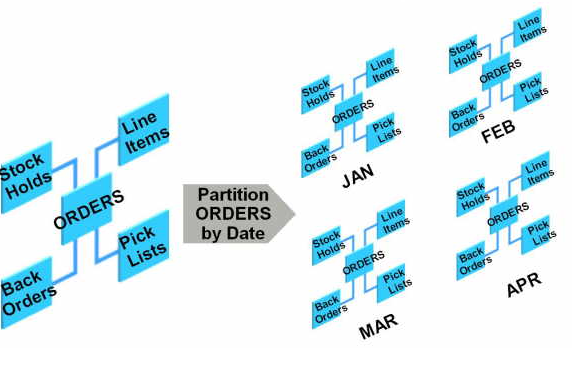 Stock
Holds
Line
Items
ORDERS
Back
Orders
Pick
Lists
Partition
ORDERS
by Date
Stock
Holds
Line
Items
ORDERS
Back
Orders
Pick
Lists
JAN
Stock
Holds
Line
Items
ORDERS
Back
Orders
Pick
Lists
FEB
Stock
Holds
Line
Items
ORDERS
Back
Orders
Pick
Lists
MAR
Stock
Holds
Line
Items
ORDERS
Back
Orders
Pick
Lists
APR